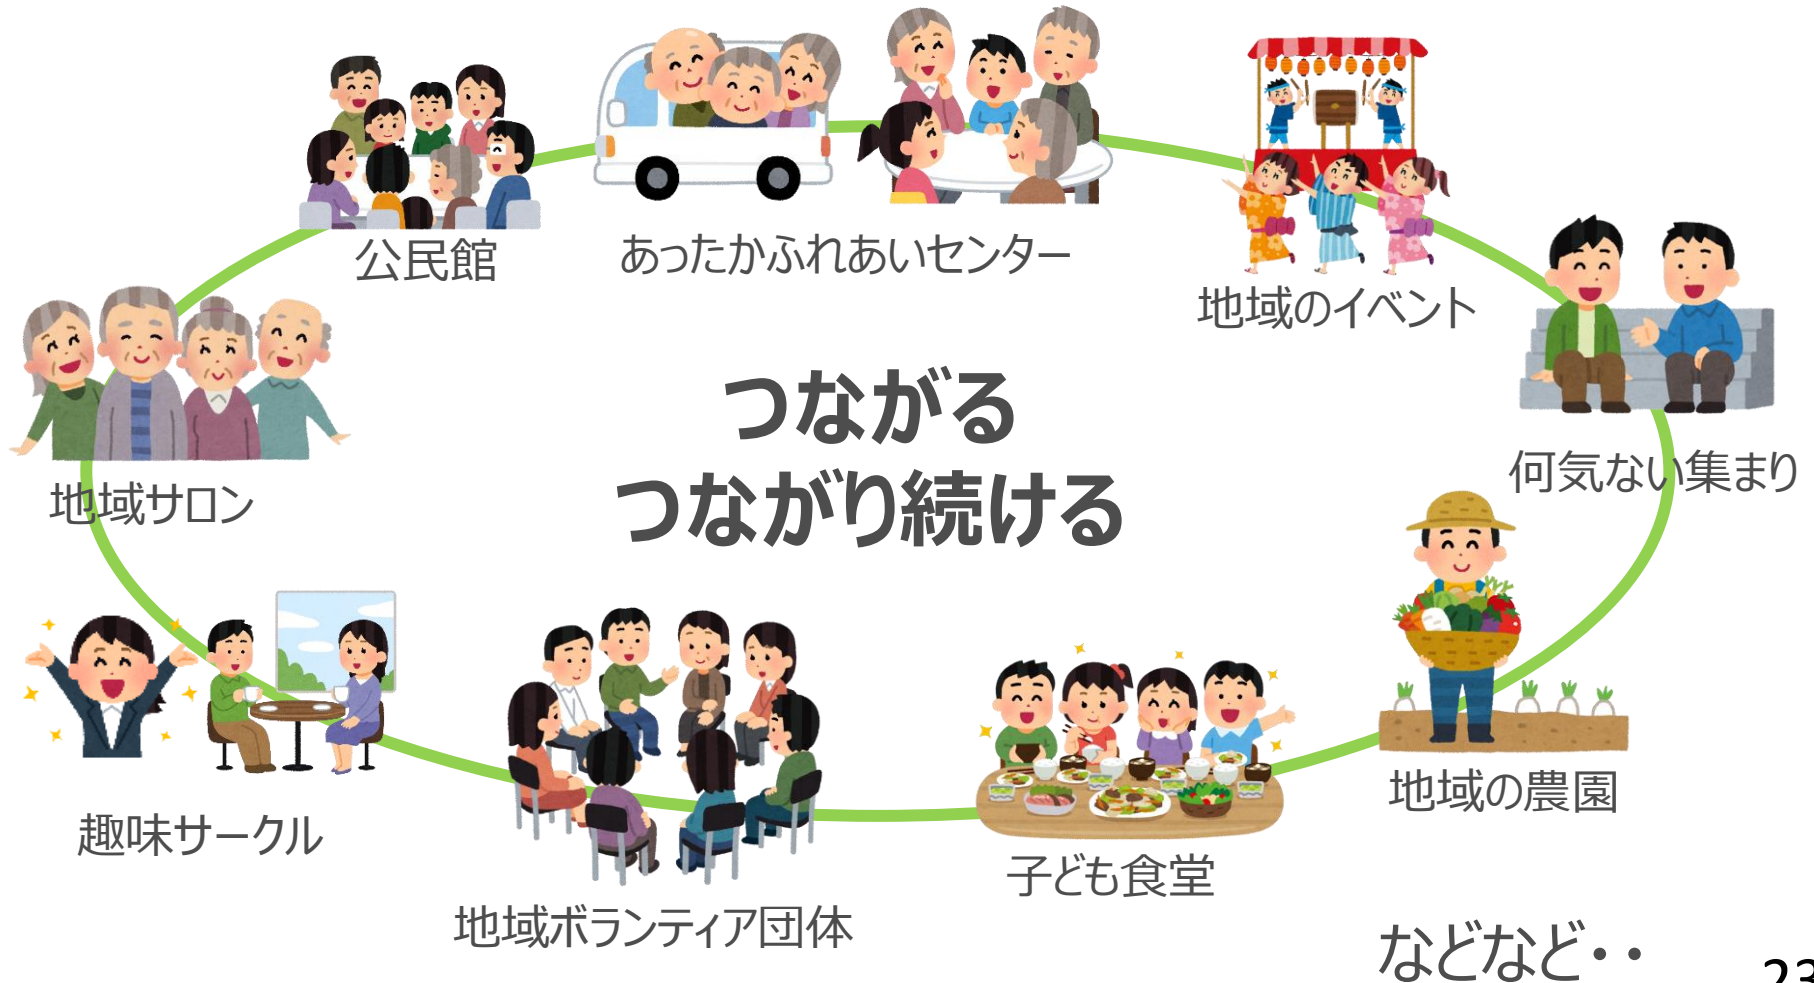 公民館
あったかふれあいセンター
地域のイベント
つながる
つながり続ける
何気ない集まり
地域サロン
地域の農園
趣味サークル
子ども食堂
地域ボランティア団体
などなど・・
23